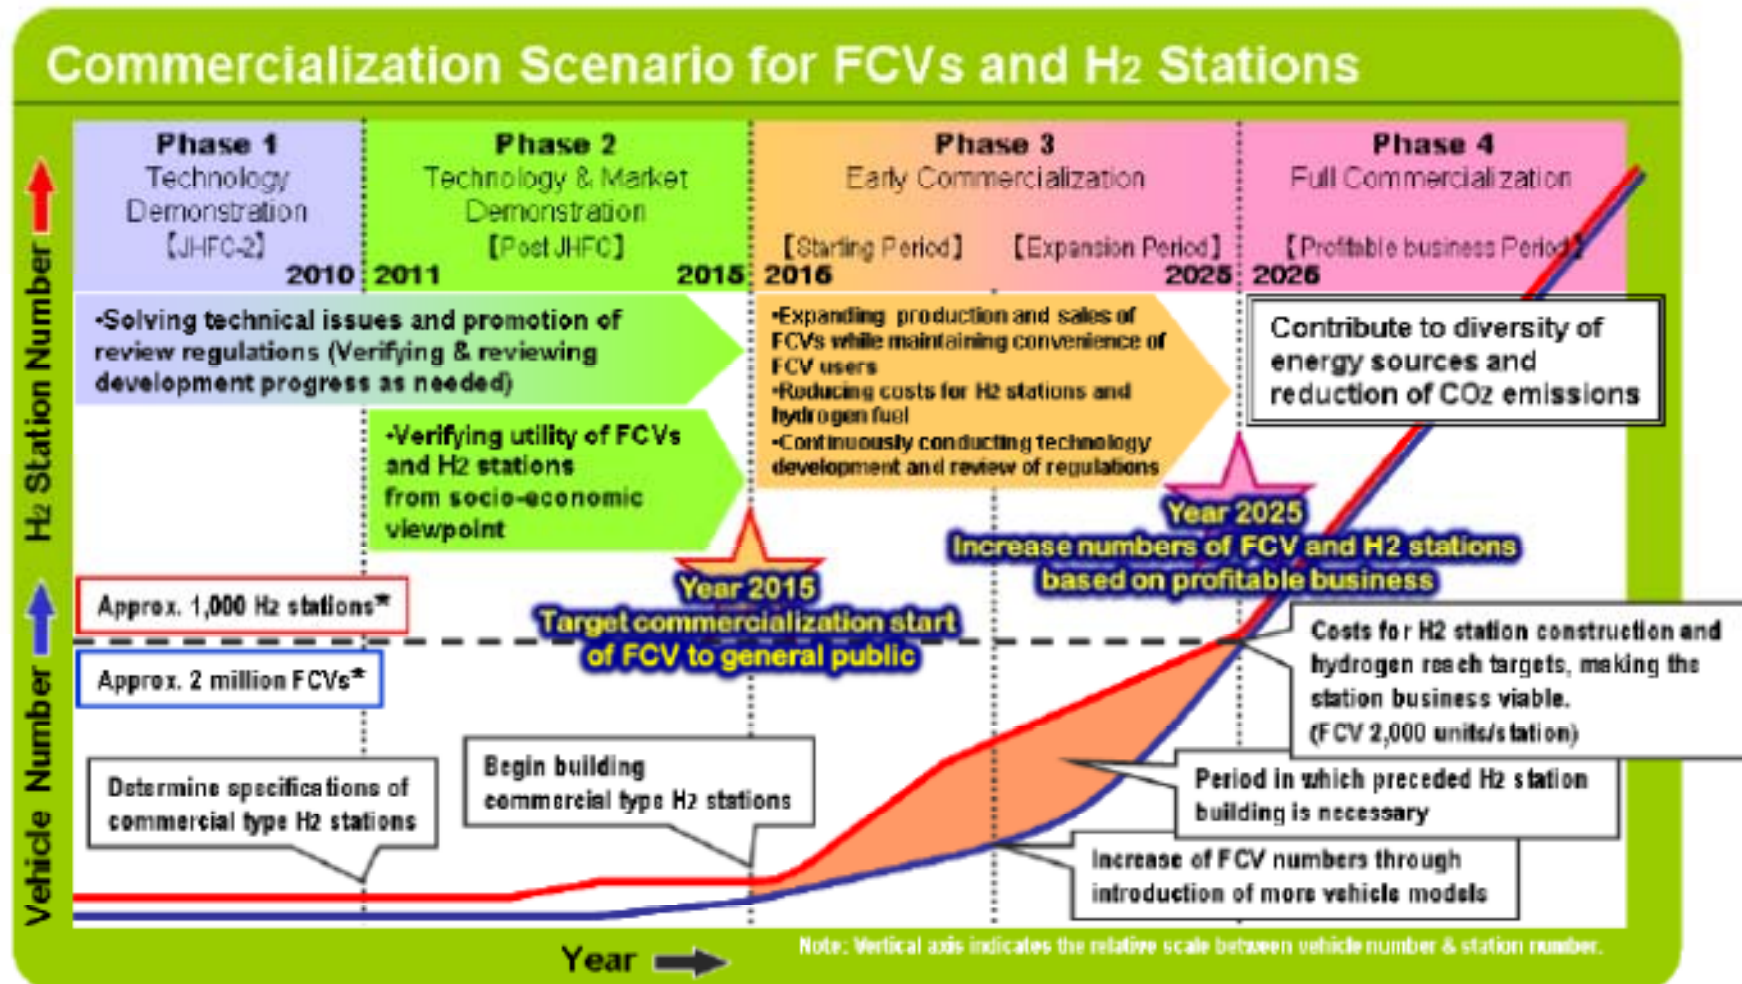 Commercialization Scenario for FCVs and H2 Stations
Phase 1
Technology
Demonstration
【JHFC-2】
2010
Phase 2
Technology & Market
Demonstration
【Post JHFC】
2011
2015
Phase 3
Early Commercialization
【Starting Period】
【Expansion Period】
2016
2025
Phase 4
Full Commercialization
【Profitable business Period】
2026
H2 Station Number
Vehicle Number
•Solving technical issues and promotion of
review regulations (Verifying & reviewing
development progress as needed)
•Verifying utility of FCVs
and H2 stations
from socio-economic
viewpoint
•Expanding production and sales of
FCVs while maintaining convenience of
FCV users
•Reducing costs for H2 stations and
hydrogen fuel
•Continuously conducting technology
development and review of regulations
Contribute to diversity of
energy sources and
reduction of CO2 emissions
Year 2015
Target commercialization start
of FCV to general public
Year 2025
Increase numbers of FCV and H2 stations
based on profitable business
Approx. 1,000 H2 stations*
Approx. 2 million FCVs*
Determine specifications of
commercial type H2 stations
Begin building
commercial type H2 stations
Costs for H2 station construction and
hydrogen reach targets, making the
station business viable.
(FCV 2,000 units/station)
Period in which preceded H2 station
building is necessary
Increase of FCV numbers through
introduction of more vehicle models
Year
Note: Vertical axis indicates the relative scale between vehicle number & station number.